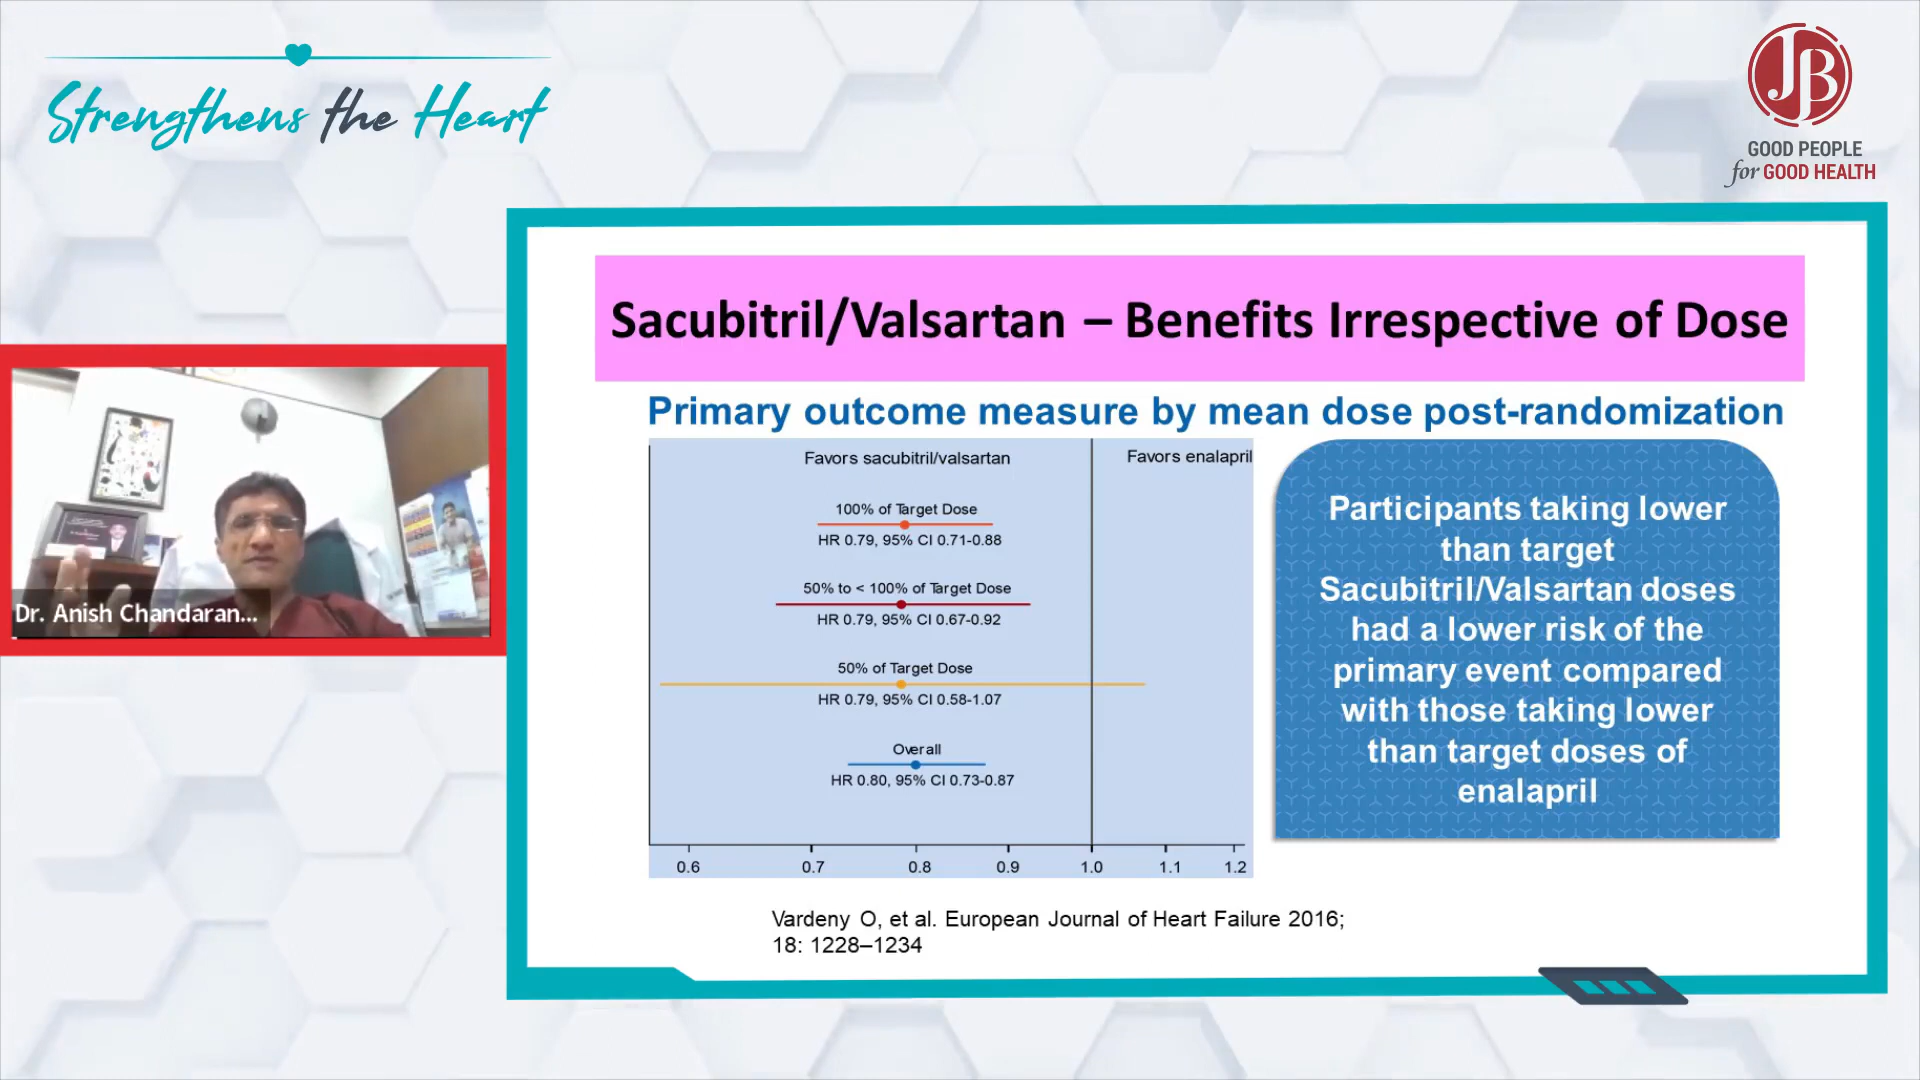 Strengthens the Heart
JB
GOOD PEOPLE
for GOOD HEALTH
Sacubitril/Valsartan – Benefits Irrespective of Dose
Primary outcome measure by mean dose post-randomization
Favors sacubitril/valsartan
Favors enalapril
100% of Target Dose
HR 0.79, 95% CI 0.71-0.88
50% to < 100% of Target Dose
HR 0.79, 95% CI 0.67-0.92
50% of Target Dose
HR 0.79, 95% CI 0.58-1.07
Overall
HR 0.80, 95% CI 0.73-0.87
0.6 0.7 0.8 0.9 1.0 1.1 1.2
Participants taking lower
than target
Sacubitril/Valsartan doses
had a lower risk of the
primary event compared
with those taking lower
than target doses of
enalapril
Vardeny O, et al. European Journal of Heart Failure 2016;
18: 1228–1234
Dr. Anish Chandaran...